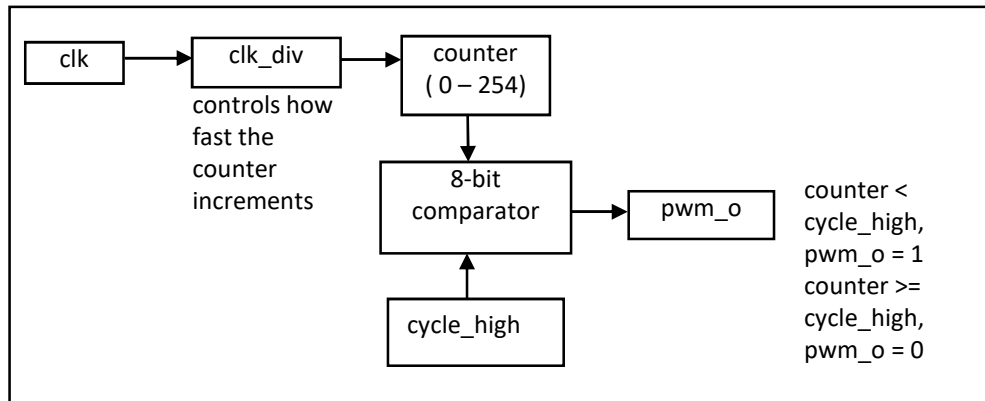 clk
clk_div
counter
( 0 – 254)
controls how
fast the
counter
increments
8-bit
comparator
pwm_o
counter <
cycle_high,
pwm_o = 1
counter >=
cycle_high,
pwm_o = 0
cycle_high